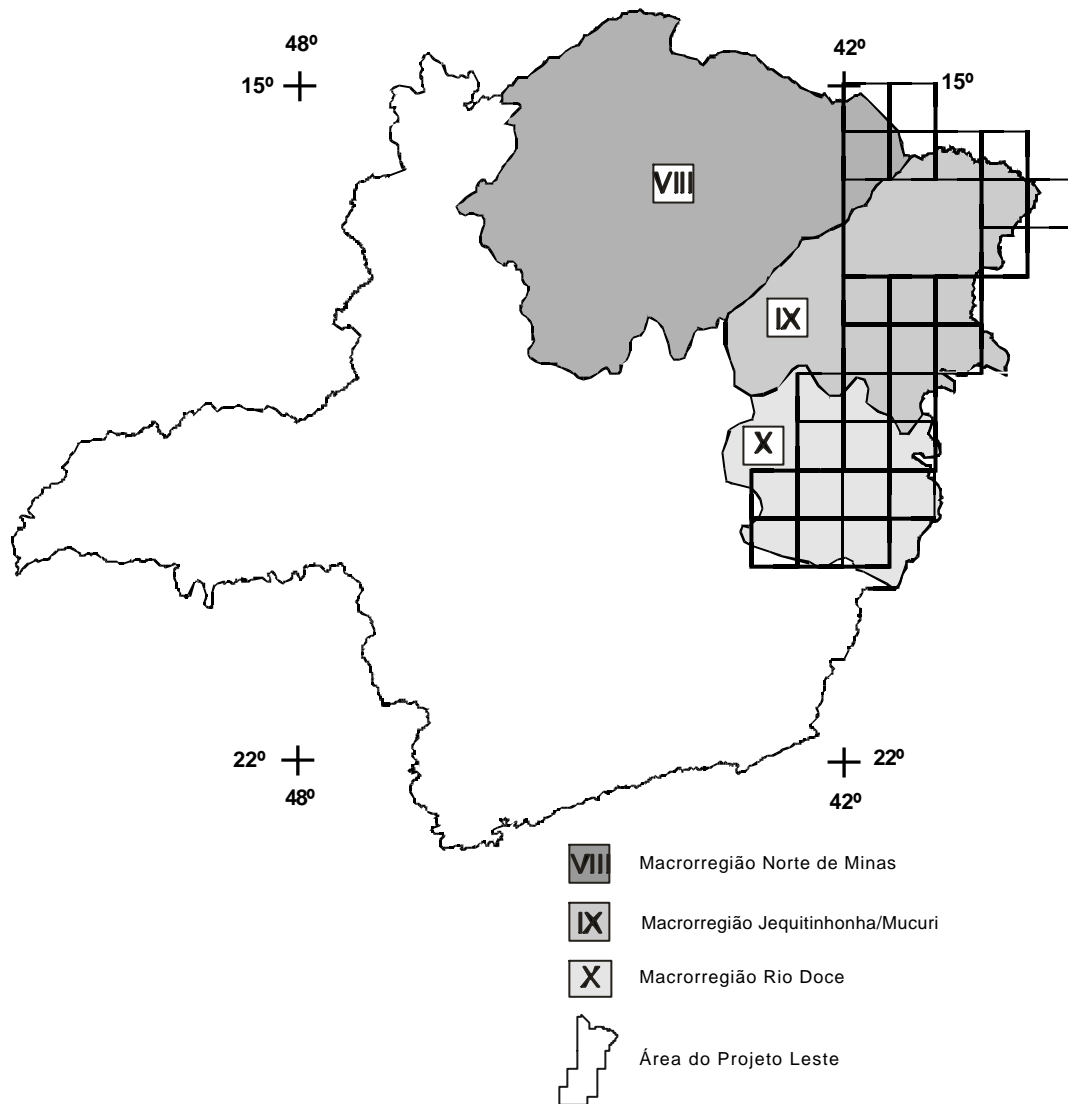 48º
42º
15º
15º
VIII
IX
X
22º
22º
48º
42º
VIII Macrorregião Norte de Minas
IX Macrorregião Jequitinhonha/Mucuri
X Macrorregião Rio Doce
Área do Projeto Leste